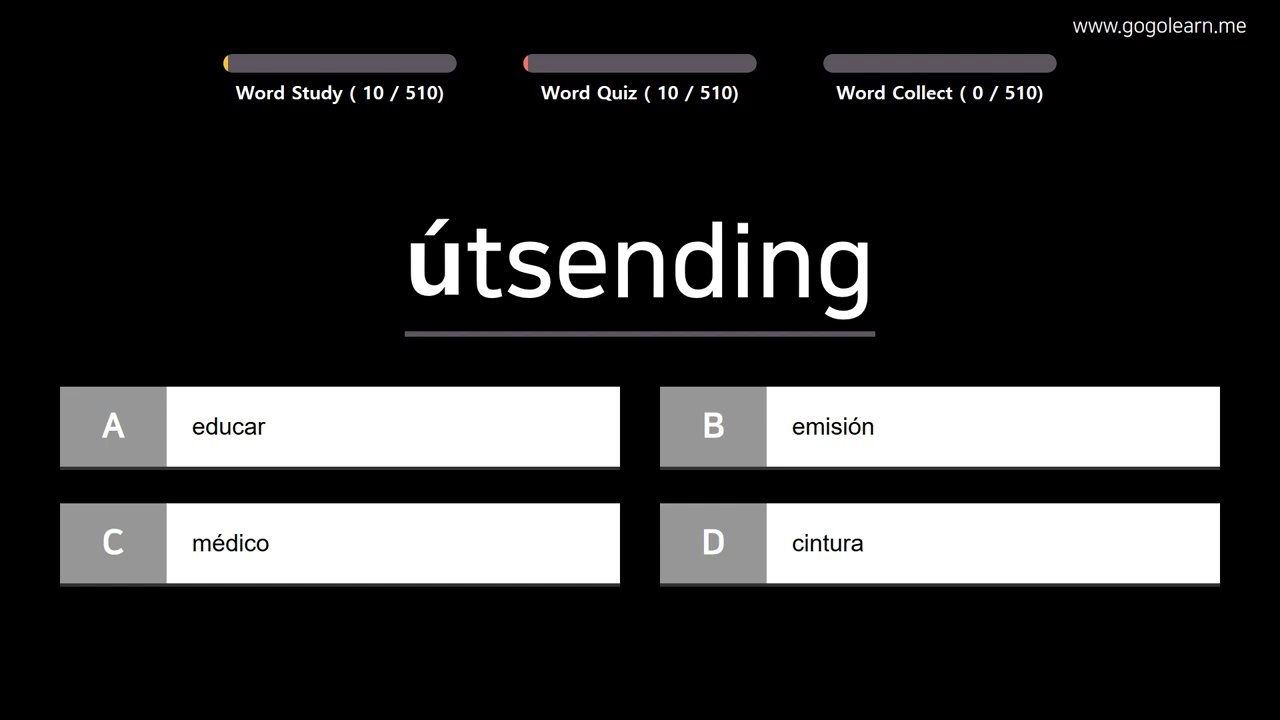 www.gogolearn.me
Word Study ( 10 / 510)
Word Quiz ( 10 / 510)
Word Collect ( 0 / 510)
útsending
A educar
B emisión
C médico
D cintura